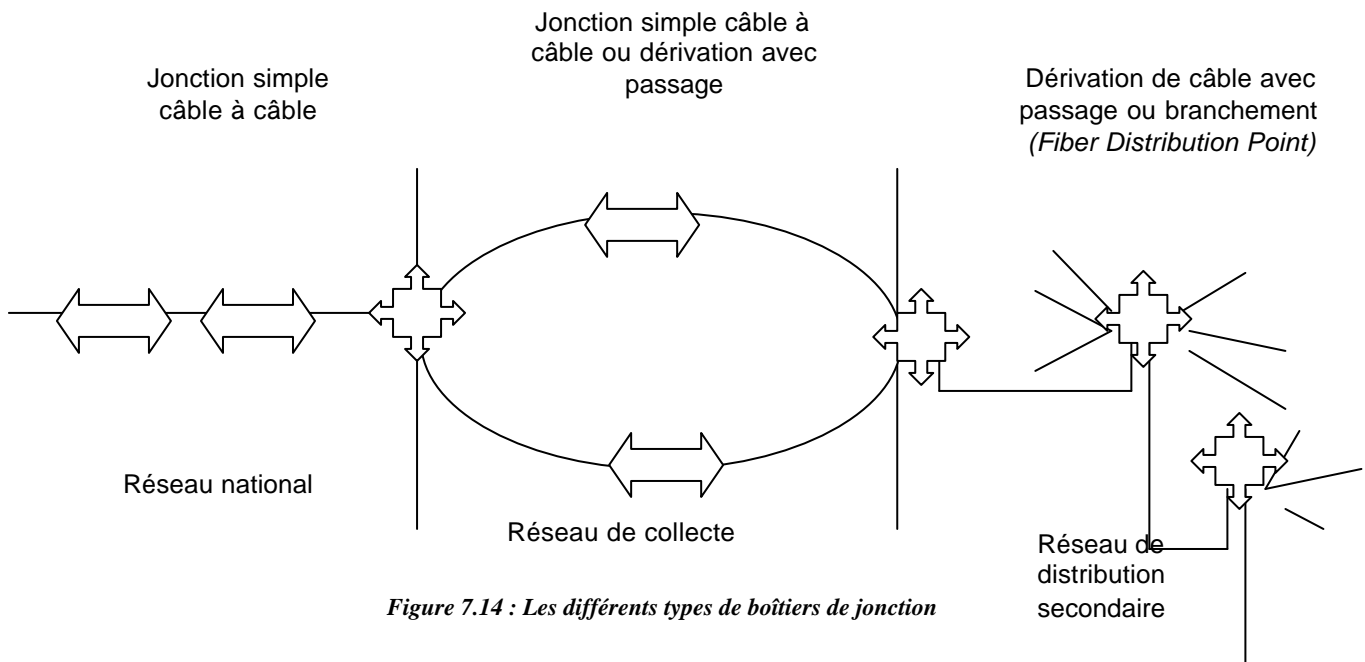 Jonction simple
câble à câble
Jonction simple câble à
câble ou dérivation avec
passage
Dérivation de câble avec
passage ou branchement
(Fiber Distribution Point)
Réseau national
Réseau de collecte
Réseau de
distribution
secondaire
Figure 7.14 : Les différents types de boîtiers de jonction